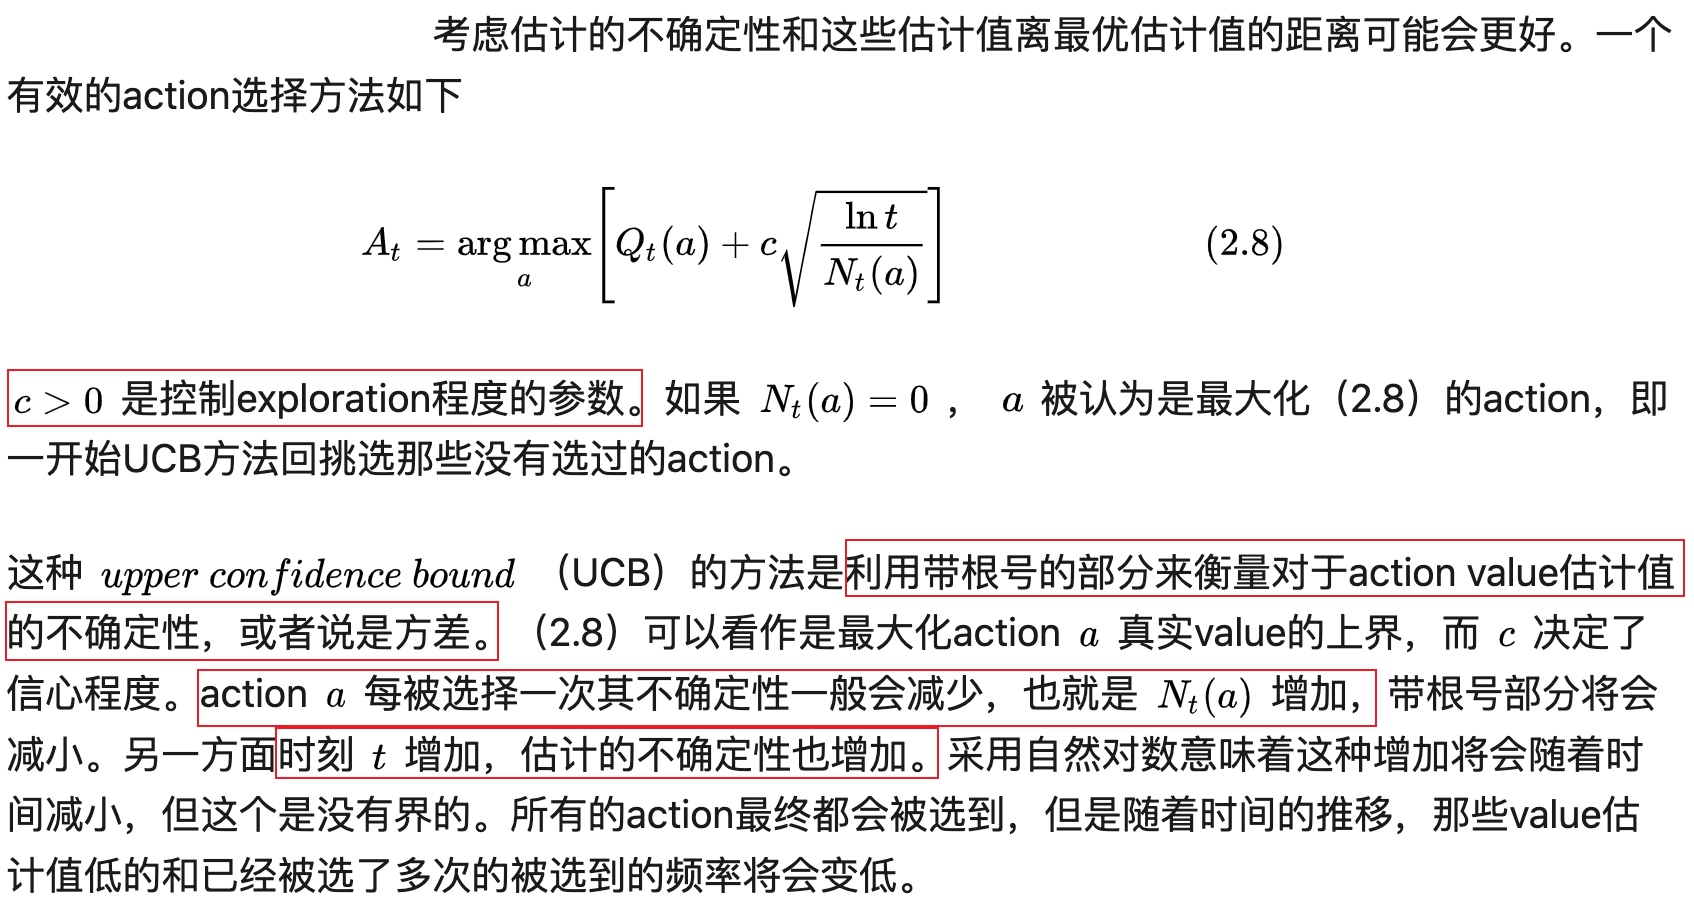 考虑估计的不确定性和这些估计值离最优估计值的距离可能会更好。一个
有效的action选择方法如下
$A_t = \underset{a}{\arg\max}\left[Q_t(a) + c\sqrt{\frac{\ln t}{N_t(a)}}\right]$ (2.8)
c > 0 是控制exploration程度的参数。如果 N_t(a) = 0 ， a 被认为是最大化（2.8）的action，即
一开始UCB方法回挑选那些没有选过的action。
这种 upper confidence bound （UCB）的方法是利用带根号的部分来衡量对于action value估计值
的不确定性，或者说是方差。（2.8）可以看作是最大化action a 真实value的上界，而 c 决定了
信心程度。action a 每被选择一次其不确定性一般会减少，也就是 N_t(a) 增加，带根号部分将会
减小。另一方面时刻 t 增加，估计的不确定性也增加。采用自然对数意味着这种增加将会随着时
间减小，但这个是没有界的。所有的action最终都会被选到，但是随着时间的推移，那些value估
计值低的和已经被选了多次的被选到的频率将会变低。